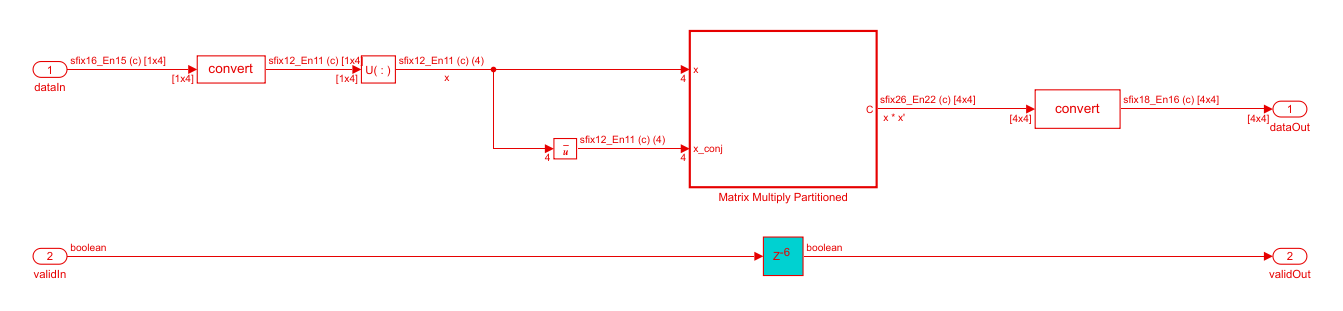 sfix16_En15 (c) [1x4]
1
dataIn
[1x4]
convert
sfix12_En11 (c) [1x4
[1x4]
U( : )
sfix12_En11 (c) (4)
x
4
x
4
u
sfix12_En11 (c) (4)
4
x_conj
C
Matrix Multiply Partitioned
sfix26_En22 (c) [4x4]
x * x'
[4x4]
convert
sfix18_En16 (c) [4x4]
[4x4]
1
dataOut
boolean
2
validIn
Z-6
boolean
2
validOut